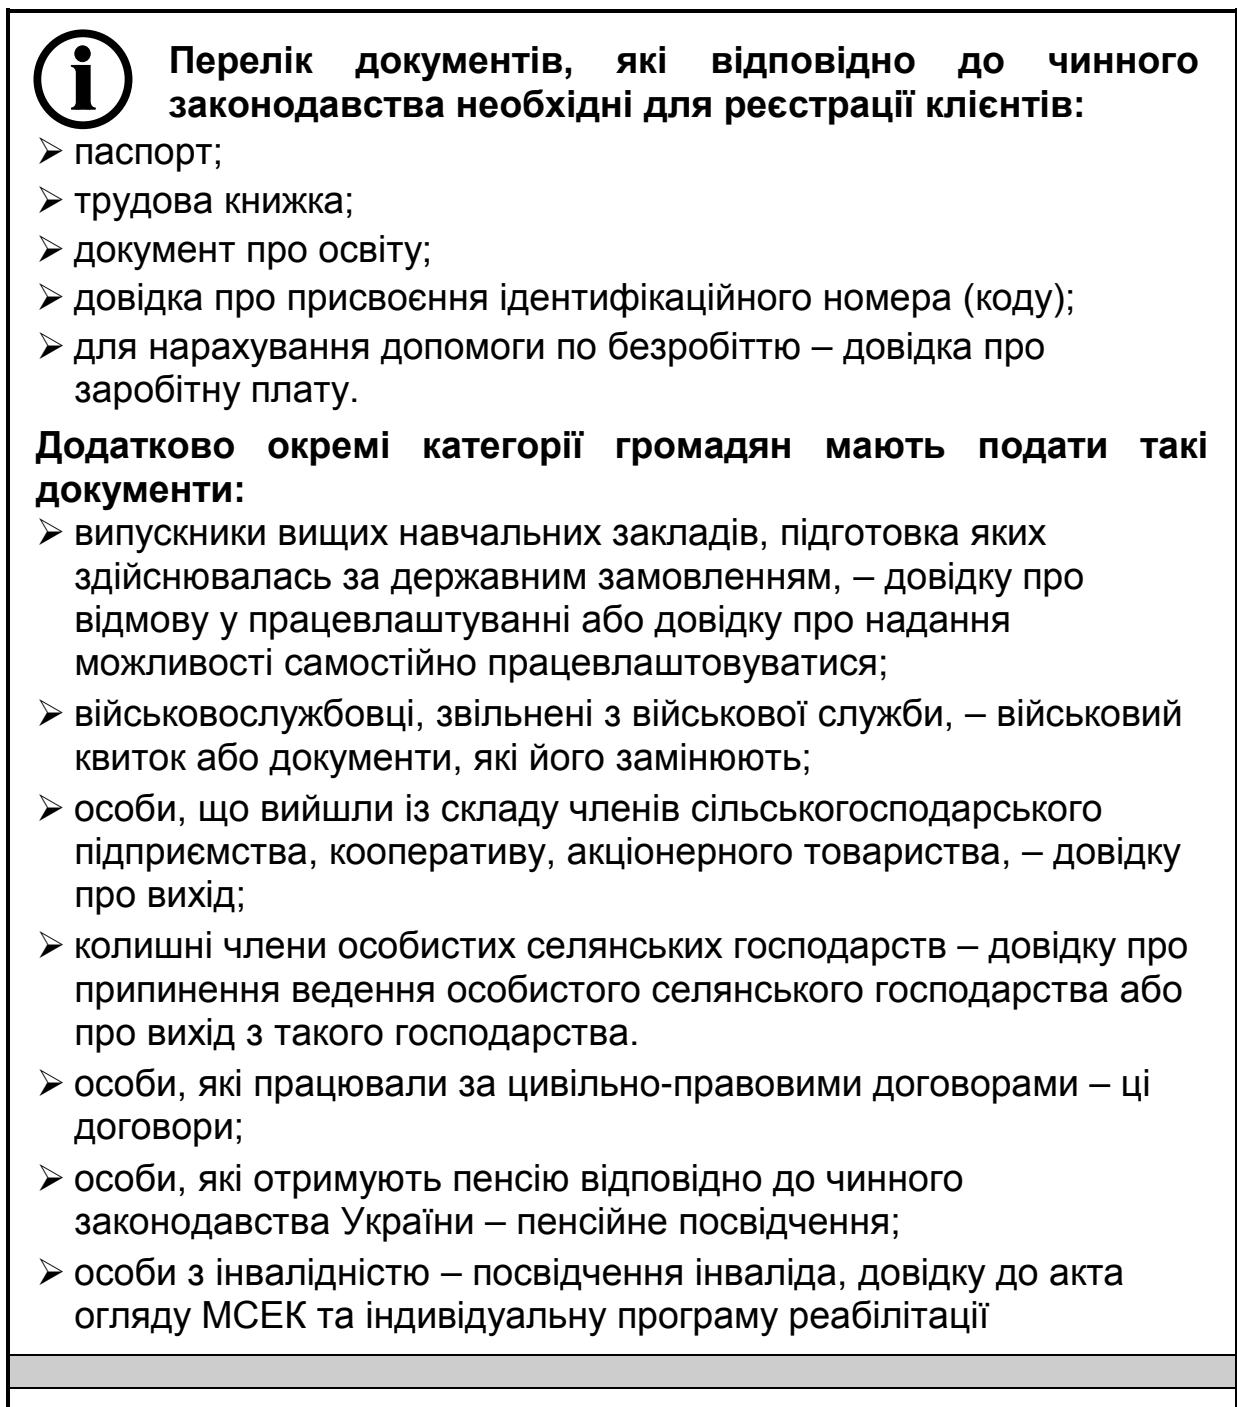 Перелік документів, які відповідно до чинного
законодавства необхідні для реєстрації клієнтів:
➢ паспорт;
➢ трудова книжка;
➢ документ про освіту;
➢ довідка про присвоєння ідентифікаційного номера (коду);
➢ для нарахування допомоги по безробіттю – довідка про
заробітну плату.
Додатково окремі категорії громадян мають подати такі
документи:
➢ випускники вищих навчальних закладів, підготовка яких
здійснювалась за державним замовленням, – довідку про
відмову у працевлаштуванні або довідку про надання
можливості самостійно працевлаштовуватися;
➢ військовослужбовці, звільнені з військової служби, – військовий
квиток або документи, які його замінюють;
➢ особи, що вийшли із складу членів сільськогосподарського
підприємства, кооперативу, акціонерного товариства, – довідку
про вихід;
➢ колишні члени особистих селянських господарств – довідку про
припинення ведення особистого селянського господарства або
про вихід з такого господарства.
➢ особи, які працювали за цивільно-правовими договорами – ці
договори;
➢ особи, які отримують пенсію відповідно до чинного
законодавства України – пенсійне посвідчення;
➢ особи з інвалідністю – посвідчення інваліда, довідку до акта
огляду МСЕК та індивідуальну програму реабілітації